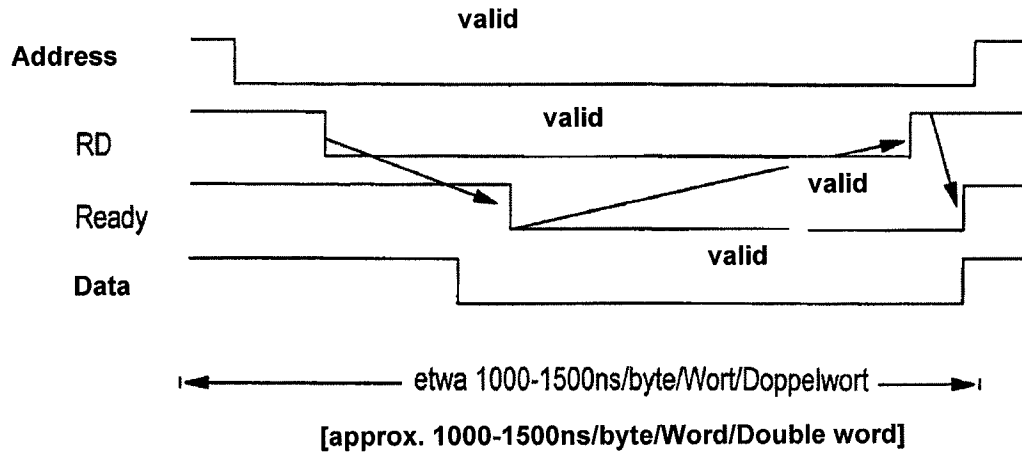 valid
Address
valid
RD
valid
Ready
valid
Data
etwa 1000-1500ns/byte/Wort/Doppelwort
[approx. 1000-1500ns/byte/Word/Double word]